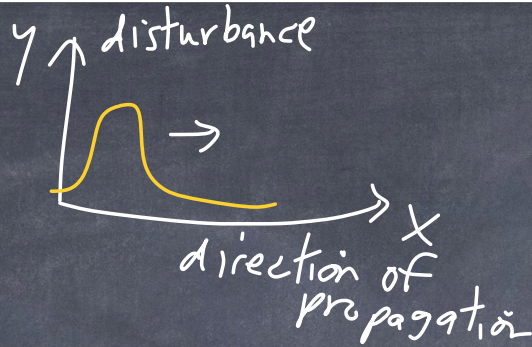 y disturbance
x
direction of
propagation